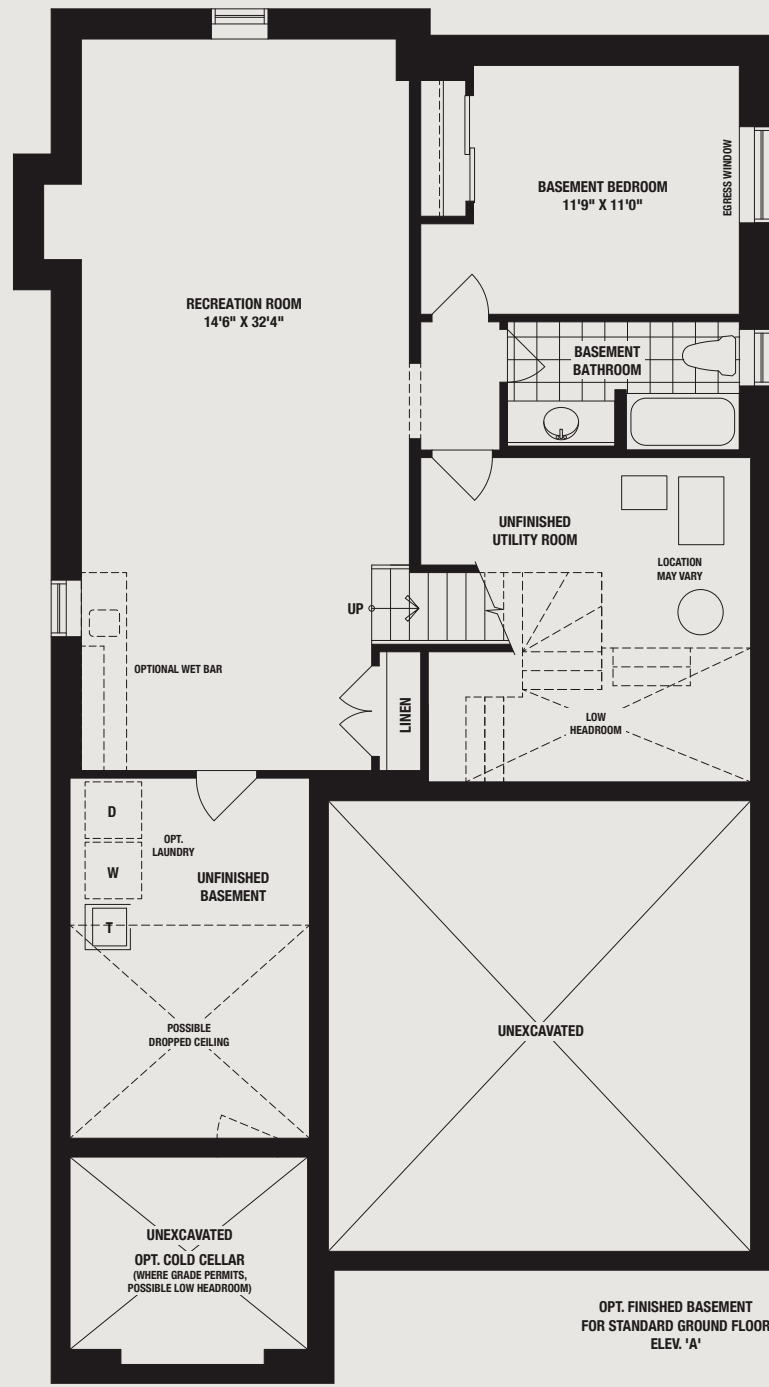 BASEMENT BEDROOM
11'9" X 11'0"
EGRESS WINDOW
RECREATION ROOM
14'6" X 32'4"
BASEMENT
BATHROOM
UNFINISHED
UTILITY ROOM
LOCATION
MAY VARY
UP
OPTIONAL WET BAR
LINEN
LOW
HEADROOM
D
OPT.
LAUNDRY
W
UNFINISHED
BASEMENT
T
POSSIBLE
DROPPED CEILING
UNEXCAVATED
UNEXCAVATED
OPT. COLD CELLAR
(WHERE GRADE PERMITS,
POSSIBLE LOW HEADROOM)
OPT. FINISHED BASEMENT
FOR STANDARD GROUND FLOOR
ELEV. 'A'